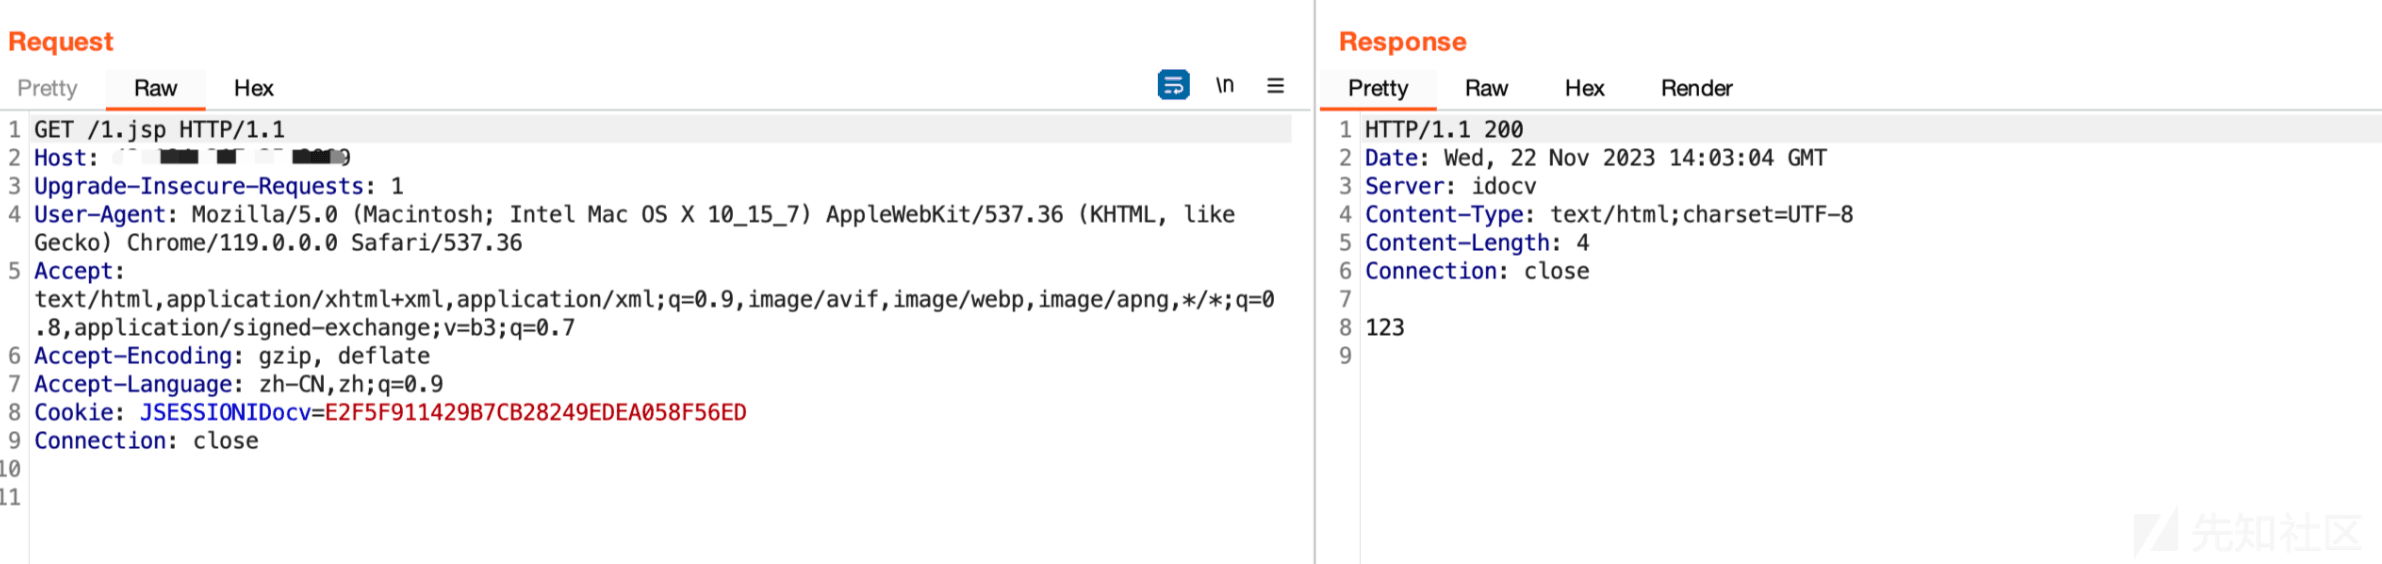 Request
Pretty Raw Hex \n
1 GET /1.jsp HTTP/1.1
2 Host:
3 Upgrade-Insecure-Requests: 1
4 User-Agent: Mozilla/5.0 (Macintosh; Intel Mac OS X 10_15_7) AppleWebKit/537.36 (KHTML, like
Gecko) Chrome/119.0.0.0 Safari/537.36
5 Accept:
text/html,application/xhtml+xml,application/xml;q=0.9,image/avif,image/webp,image/apng,*/*;q=0
.8,application/signed-exchange;v=b3;q=0.7
6 Accept-Encoding: gzip, deflate
7 Accept-Language: zh-CN,zh;q=0.9
8 Cookie: JSESSIONIDocv=E2F5F911429B7CB28249EDEA058F56ED
9 Connection: close
10
11
Response
Pretty Raw Hex Render
1 HTTP/1.1 200
2 Date: Wed, 22 Nov 2023 14:03:04 GMT
3 Server: idocv
4 Content-Type: text/html;charset=UTF-8
5 Content-Length: 4
6 Connection: close
7
8 123
9
先知社区